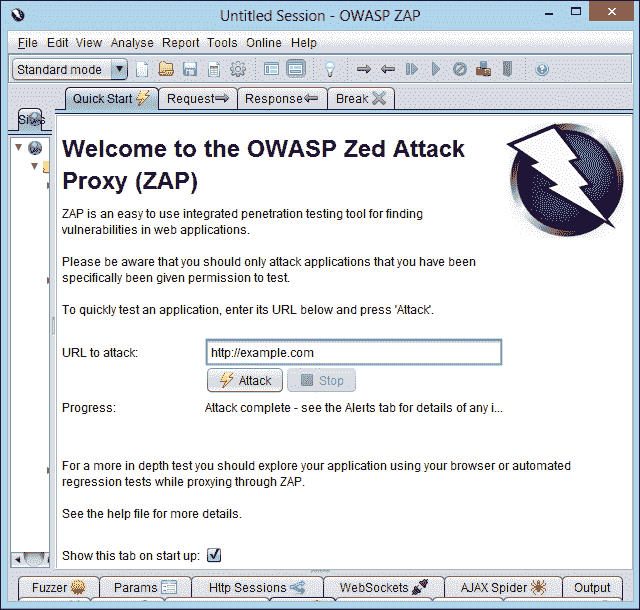 Untitled Session - OWASP ZAP
File Edit View Analyse Report Tools Online Help
Standard mode
Quick Start Request Response Break
Welcome to the OWASP Zed Attack
Proxy (ZAP)
ZAP is an easy to use integrated penetration testing tool for finding
vulnerabilities in web applications.
Please be aware that you should only attack applications that you have been
specifically been given permission to test.
To quickly test an application, enter its URL below and press 'Attack'.
URL to attack: http://example.com
Attack Stop
Progress: Attack complete - see the Alerts tab for details of any i...
For a more in depth test you should explore your application using your browser or automated
regression tests while proxying through ZAP.
See the help file for more details.
Show this tab on start up:
Fuzzer Params Http Sessions WebSockets AJAX Spider Output